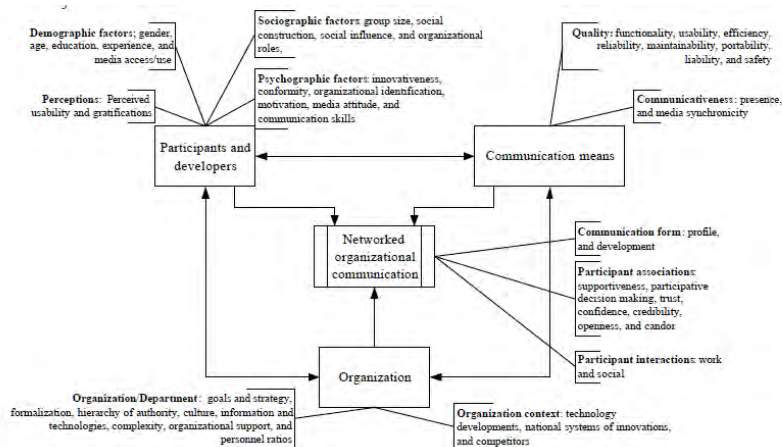 Demographic factors; gender,
age, education, experience, and
media access/use
Sociographic factors: group size, social
construction, social influence, and organizational
roles,
Quality: functionality, usability, efficiency,
reliability, maintainability, portability,
liability, and safety
Perceptions: Perceived
usability and gratifications
Psychographic factors: innovativeness,
conformity, organizational identification,
motivation, media attitude, and
communication skills
Communicativeness: presence,
and media synchronicity
Participants and
developers
Communication means
Networked
organizational
communication
Communication form: profile,
and development
Participant associations:
supportiveness, participative
decision making, trust,
confidence, credibility,
openness, and candor
Participant interactions: work
and social
Organization
Organization/Department: goals and strategy,
formalization, hierarchy of authority, culture, information and
technologies, complexity, organizational support, and
personnel ratios
Organization context: technology
developments, national systems of innovations,
and competitors